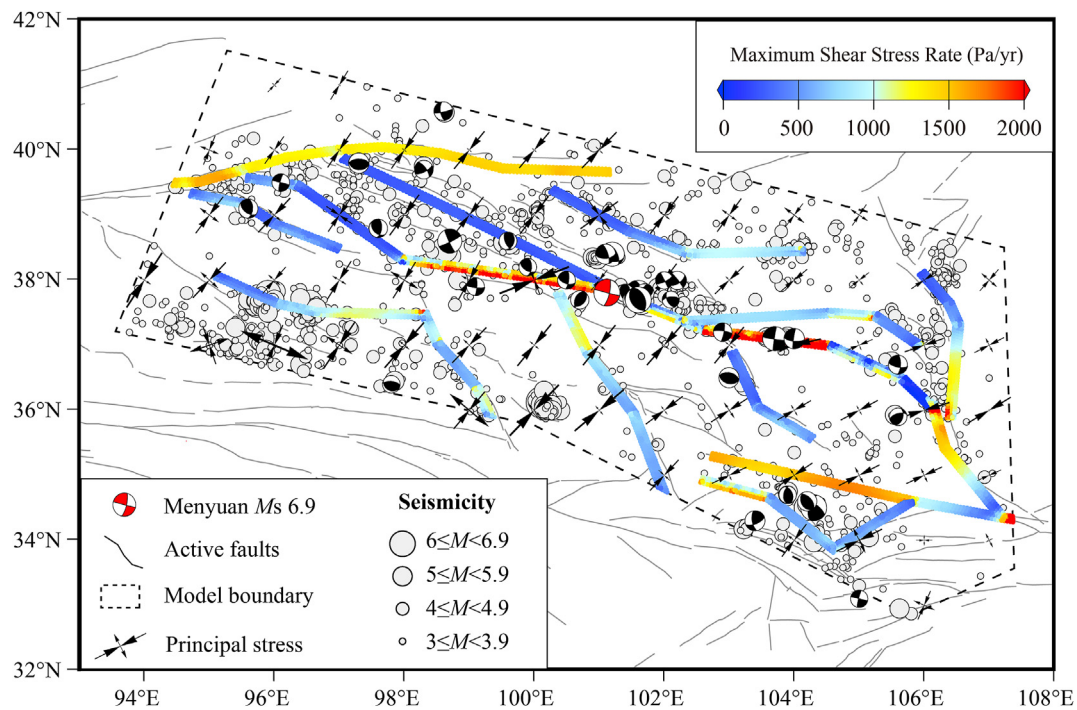 42°N
40°N
38°N
36°N
34°N
32°N
94°E 96°E 98°E 100°E 102°E 104°E 106°E 108°E
Maximum Shear Stress Rate (Pa/yr)
0 500 1000 1500 2000
Menyuan Ms 6.9
Active faults
Model boundary
Principal stress
Seismicity
6≤M<6.9
5≤M<5.9
4≤M<4.9
3≤M<3.9